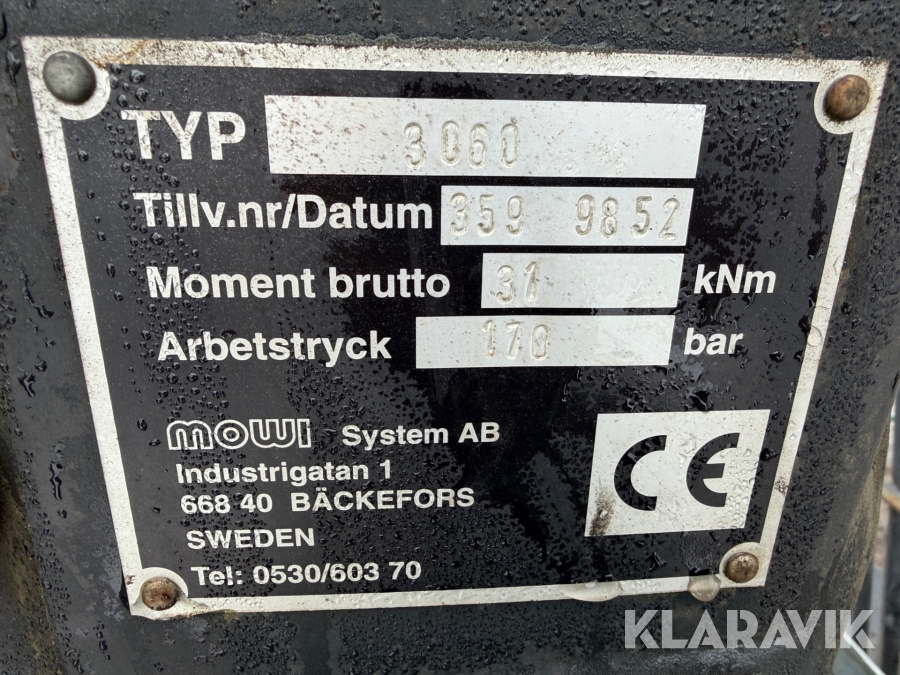 TYP 3060
Tillv.nr/Datum 359 9852
Moment brutto 31 kNm
Arbetstryck 170 bar
mowi System AB
Industrigatan 1
668 40 BÄCKEFORS
SWEDEN
Tel: 0530/603 70
CE
KLARAVIK